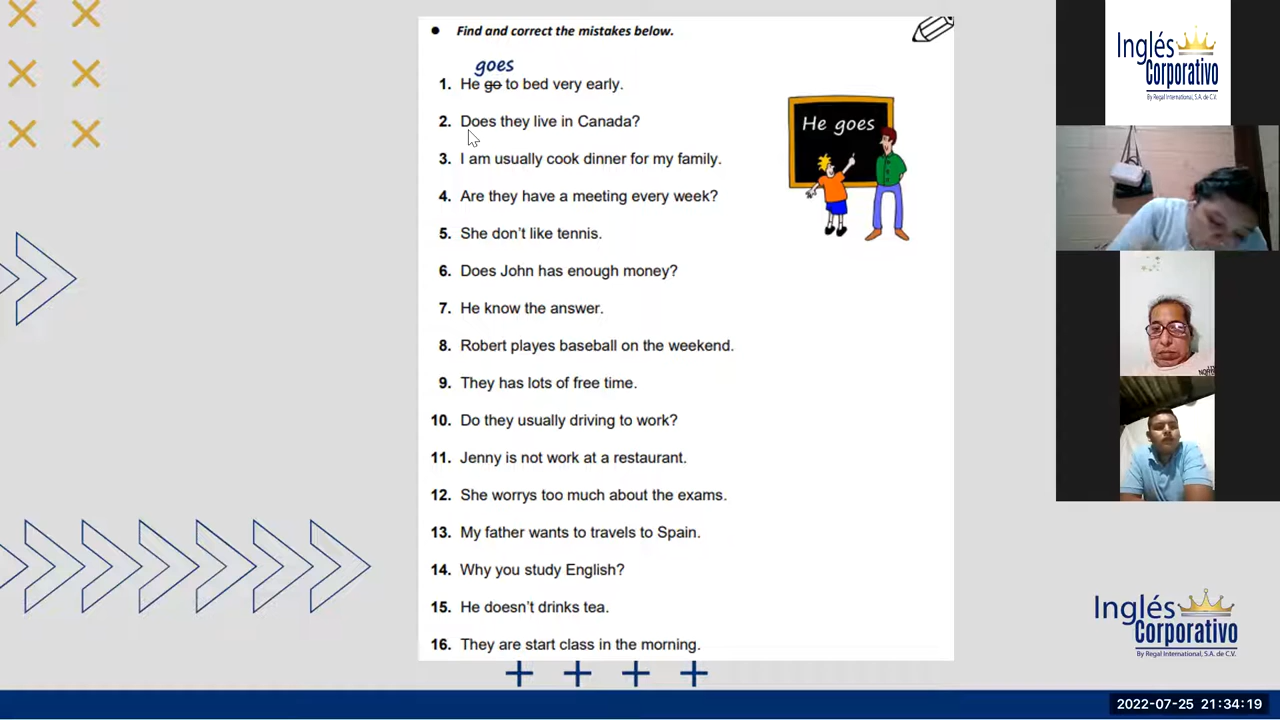 Find and correct the mistakes below.
goes
1. He go to bed very early.
2. Does they live in Canada?
3. I am usually cook dinner for my family.
4. Are they have a meeting every week?
5. She don't like tennis.
6. Does John has enough money?
7. He know the answer.
8. Robert playes baseball on the weekend.
9. They has lots of free time.
10. Do they usually driving to work?
11. Jenny is not work at a restaurant.
12. She worrys too much about the exams.
13. My father wants to travels to Spain.
14. Why you study English?
15. He doesn't drinks tea.
16. They are start class in the morning.
He goes
Inglés
Corporativo
By Regal International, S.A. de C.V.
Inglés
Corporativo
By Regal International, S.A. de C.V.
2022-07-25 21:34:19